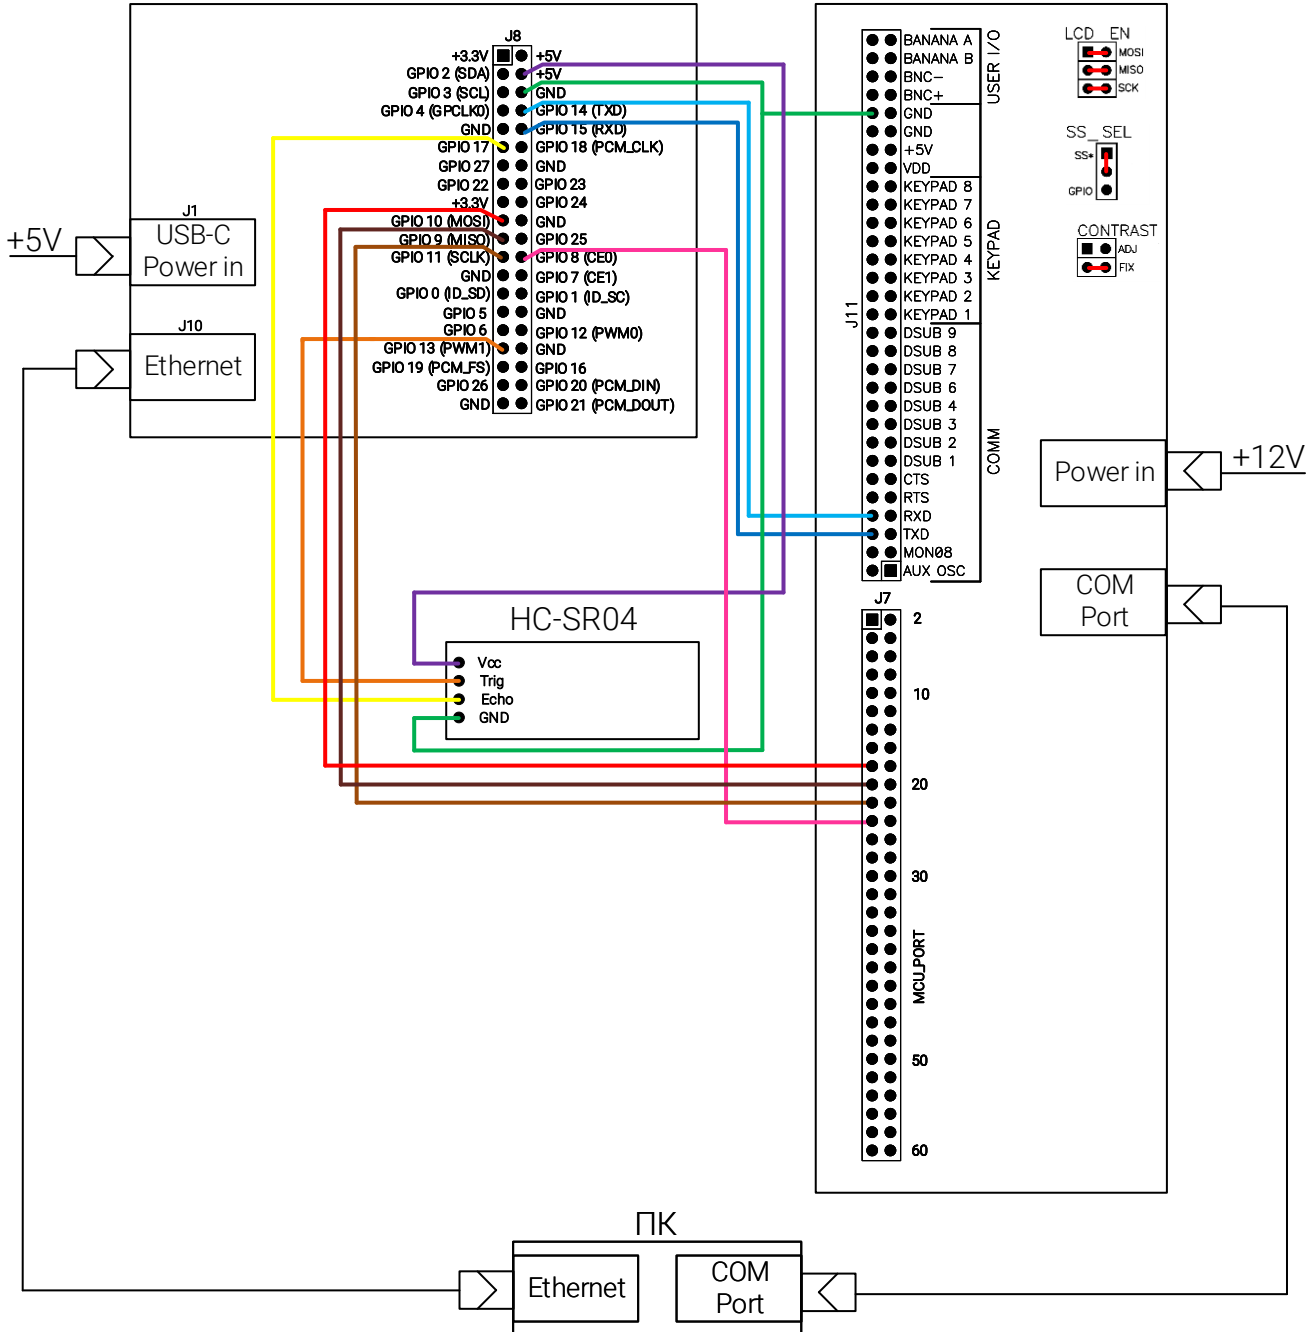 J8
+3.3V +5V
GPIO 2 (SDA) +5V
GPIO 3 (SCL) GND
GPIO 4 (GPCLK0) GPIO 14 (TXD)
GND GPIO 15 (RXD)
GPIO 17 GPIO 18 (PCM_CLK)
GPIO 27 GND
GPIO 22 GPIO 23
+3.3V GPIO 24
GPIO 10 (MOSI) GND
GPIO 9 (MISO) GPIO 25
GPIO 11 (SCLK) GPIO 8 (CE0)
GND GPIO 7 (CE1)
GPIO 0 (ID_SD) GPIO 1 (ID_SC)
GPIO 5 GND
GPIO 6 GPIO 12 (PWM0)
GPIO 13 (PWM1) GND
GPIO 19 (PCM_FS) GPIO 16
GPIO 26 GPIO 20 (PCM_DIN)
GND GPIO 21 (PCM_DOUT)
+5V
J1
USB-C
Power in
J10
Ethernet
J11
BANANA A
BANANA B
BNC-
BNC+
GND
GND
+5V
VDD
KEYPAD 8
KEYPAD 7
KEYPAD 6
KEYPAD 5
KEYPAD 4
KEYPAD 3
KEYPAD 2
KEYPAD 1
DSUB 9
DSUB 8
DSUB 7
DSUB 6
DSUB 4
DSUB 3
DSUB 2
DSUB 1
CTS
RTS
RXD
TXD
MON08
AUX OSC
USER I/O
KEYPAD
COMM
LCD_EN
MOSI
MISO
SCK
SS_SEL
SS*
GPIO
CONTRAST
ADJ
FIX
Power in
+12V
COM
Port
J7
2
10
20
30
MCU_PORT
50
60
HC-SR04
Vcc
Trig
Echo
GND
ПК
Ethernet
COM
Port